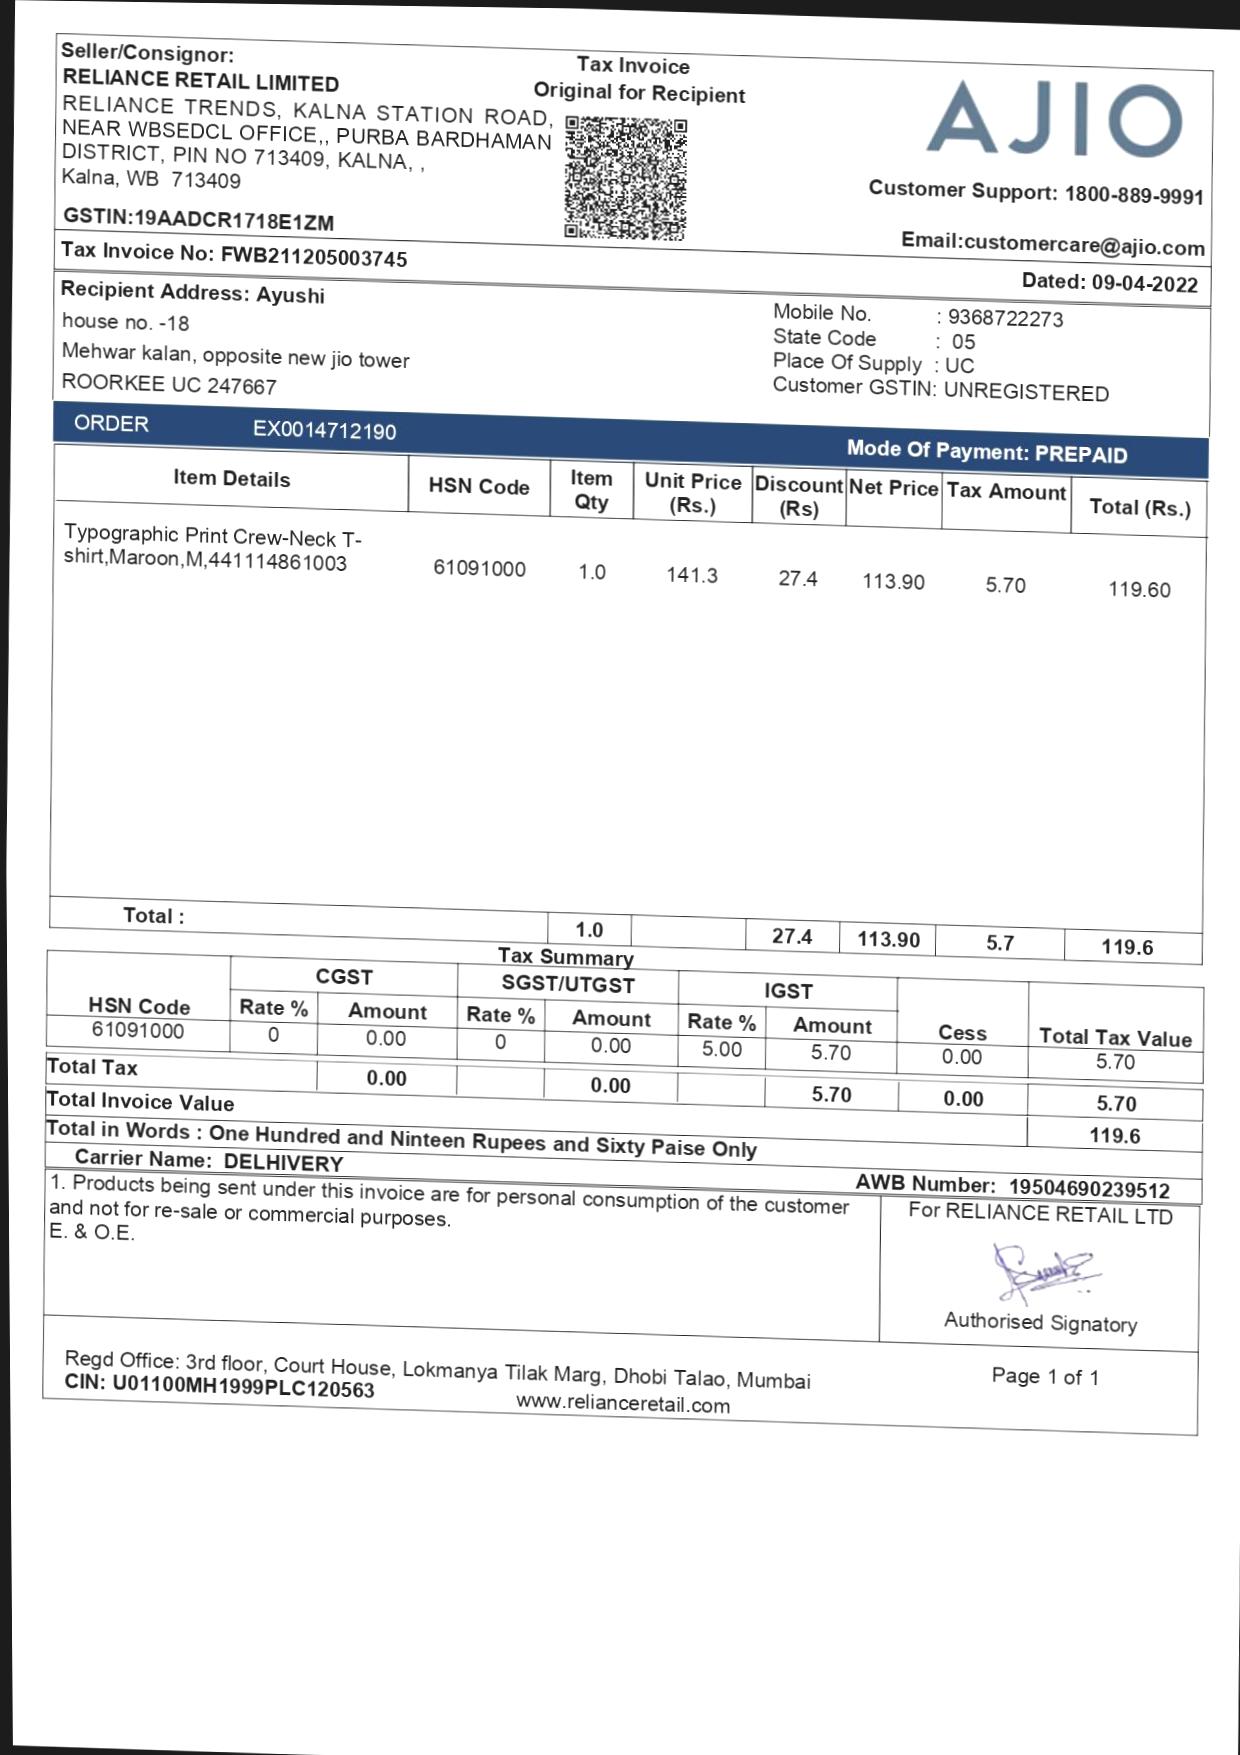 Seller/Consignor:
RELIANCE RETAIL LIMITED
RELIANCE TRENDS, KALNA STATION ROAD,
NEAR WBSEDCL OFFICE,, PURBA BARDHAMAN
DISTRICT, PIN NO 713409, KALNA, ,
Kalna, WB 713409
GSTIN:19AADCR1718E1ZM
Tax Invoice
Original for Recipient
AJIO
Customer Support: 1800-889-9991
Email:customercare@ajio.com
Tax Invoice No: FWB211205003745
Dated: 09-04-2022
Recipient Address: Ayushi
house no. -18
Mehwar kalan, opposite new jio tower
ROORKEE UC 247667
Mobile No. : 9368722273
State Code : 05
Place Of Supply : UC
Customer GSTIN: UNREGISTERED
ORDER EX0014712190 Mode Of Payment: PREPAID
Item Details HSN Code Item Qty Unit Price (Rs.) Discount (Rs) Net Price Tax Amount Total (Rs.)
Typographic Print Crew-Neck T-
shirt,Maroon,M,441114861003 61091000 1.0 141.3 27.4 113.90 5.70 119.60
Total : 1.0 27.4 113.90 5.7 119.6
Tax Summary
CGST SGST/UTGST IGST
HSN Code Rate % Amount Rate % Amount Rate % Amount Cess Total Tax Value
61091000 0 0.00 0 0.00 5.00 5.70 0.00 5.70
Total Tax 0.00 0.00 5.70 0.00 5.70
Total Invoice Value 119.6
Total in Words : One Hundred and Ninteen Rupees and Sixty Paise Only
Carrier Name: DELHIVERY AWB Number: 19504690239512
1. Products being sent under this invoice are for personal consumption of the customer
and not for re-sale or commercial purposes.
E. & O.E.
For RELIANCE RETAIL LTD
Authorised Signatory
Regd Office: 3rd floor, Court House, Lokmanya Tilak Marg, Dhobi Talao, Mumbai
CIN: U01100MH1999PLC120563
www.relianceretail.com
Page 1 of 1